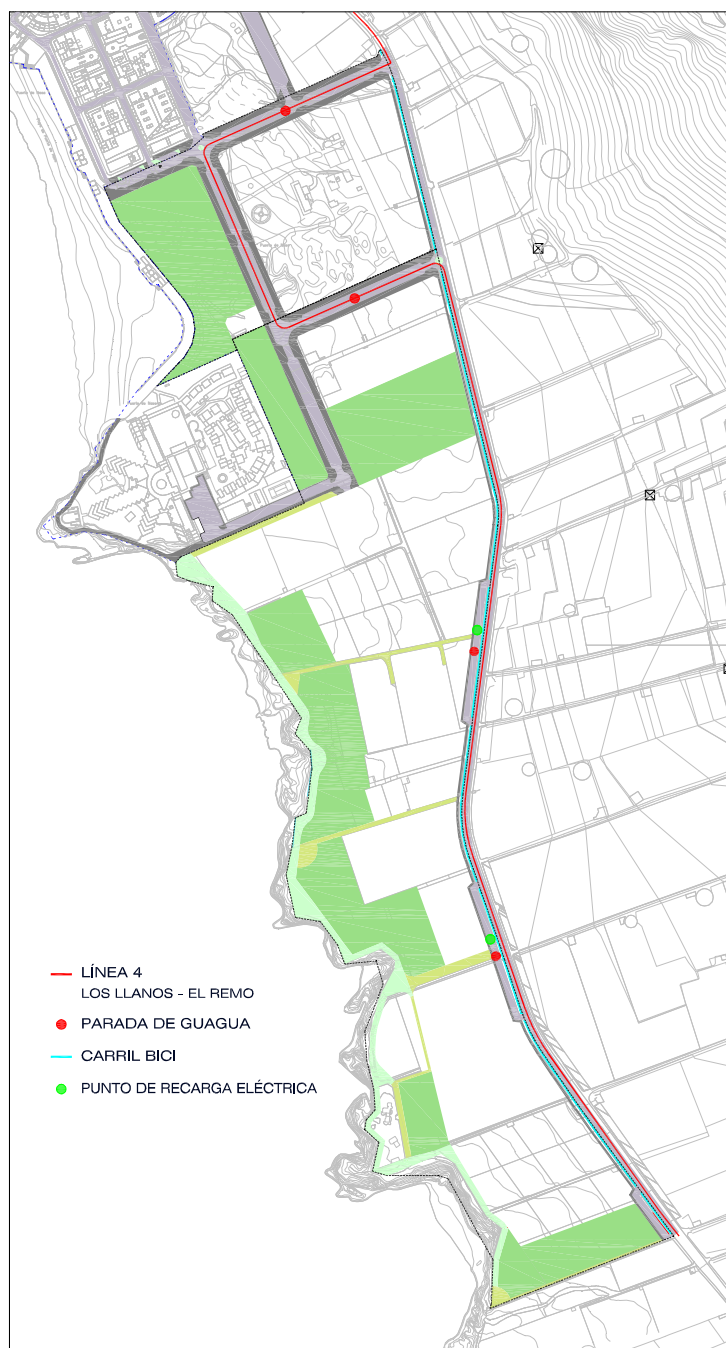 LÍNEA 4
LOS LLANOS - EL REMO
PARADA DE GUAGUA
CARRIL BICI
PUNTO DE RECARGA ELÉCTRICA